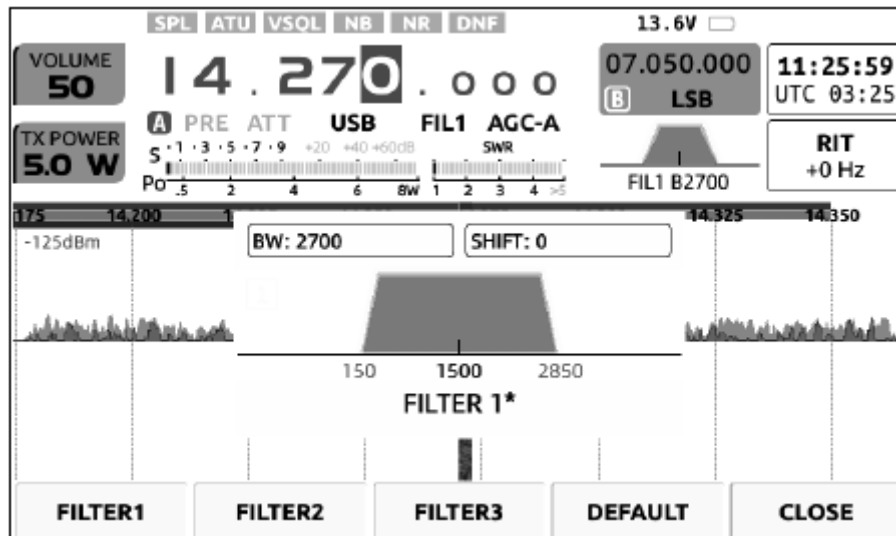 SPL ATU VSQL NB NR DNF 13.6V
VOLUME
50
14.270.000
07.050.000
B LSB
11:25:59
UTC 03:25
TX POWER
5.0 W
A PRE ATT USB FIL1 AGC-A
S ·1 ·3 ·5 ·7 ·9 +20 +40 +60dB SWR
Po .5 2 4 6 8W 1 2 3 4 >5
FIL1 B2700
RIT
+0 Hz
175 14.200 14.325 14.350
-125dBm
BW: 2700 SHIFT: 0
150 1500 2850
FILTER 1*
FILTER1 FILTER2 FILTER3 DEFAULT CLOSE